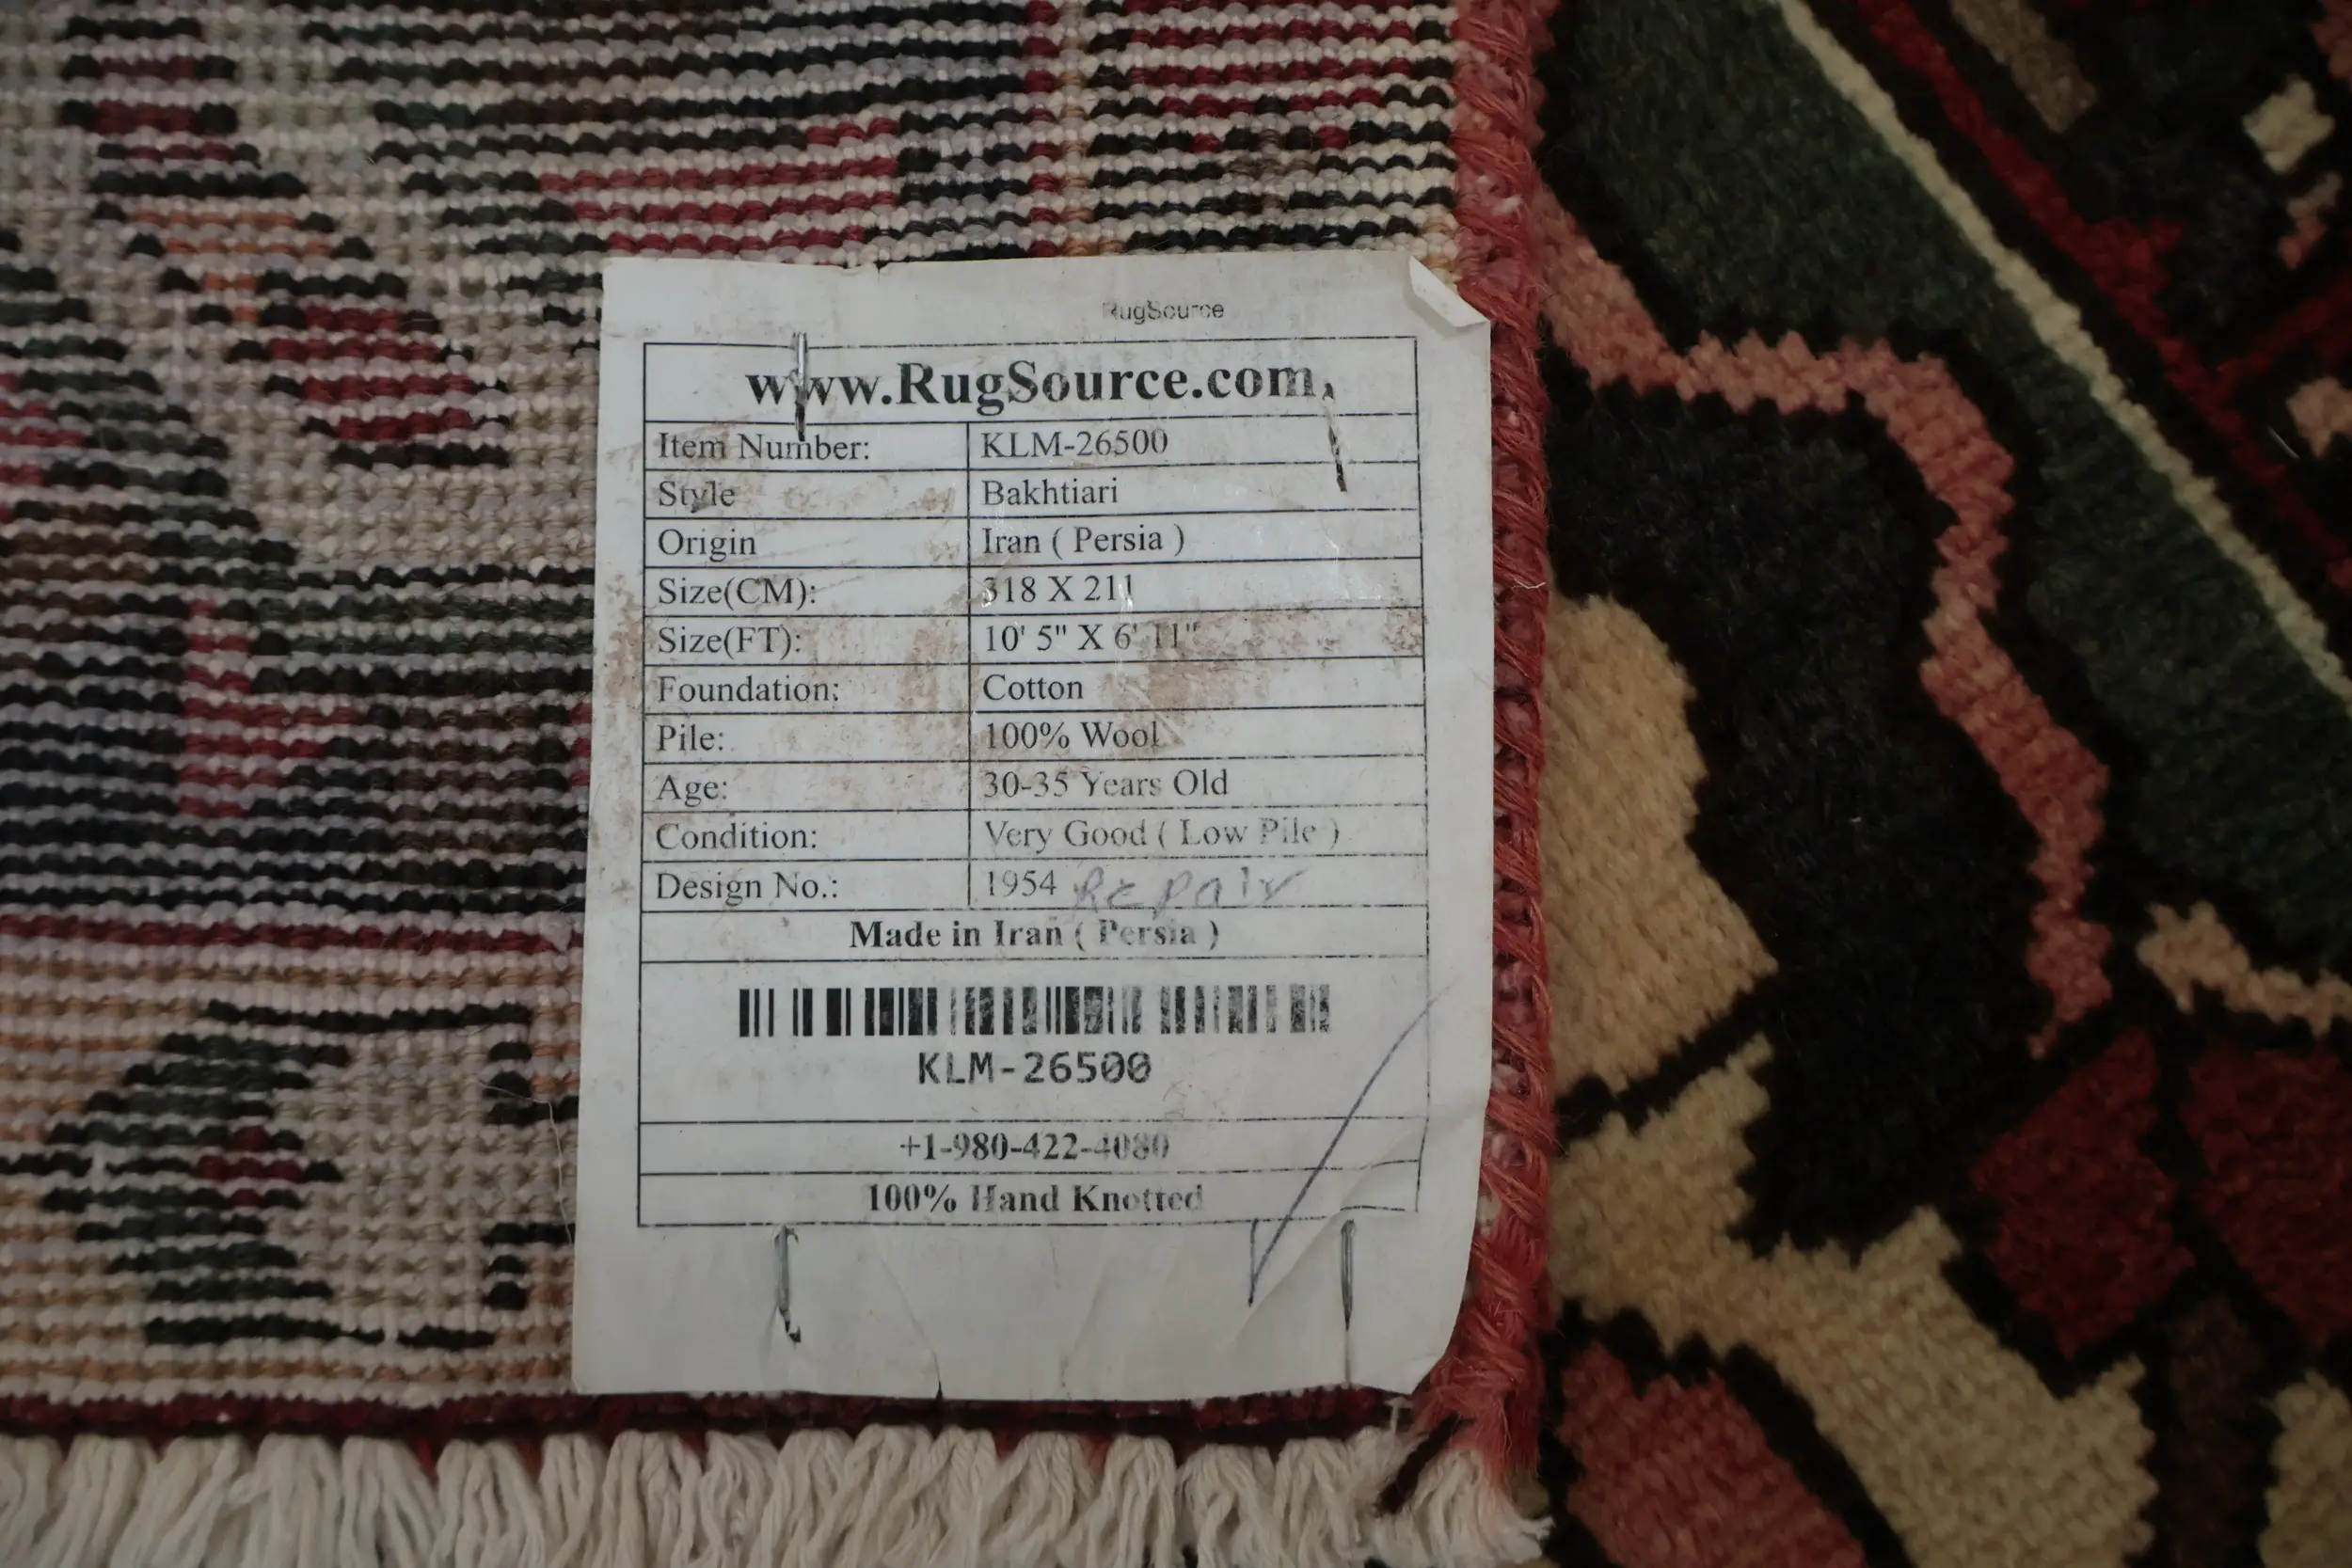 RugSource
www.RugSource.com
Item Number: KLM-26500
Style Bakhtiari
Origin Iran ( Persia )
Size(CM): 318 X 211
Size(FT): 10' 5" X 6' 11"
Foundation: Cotton
Pile: 100% Wool
Age: 30-35 Years Old
Condition: Very Good ( Low Pile )
Design No.: 1954 Repair
Made in Iran ( Persia )
KLM-26500
+1-980-422-4080
100% Hand Knotted